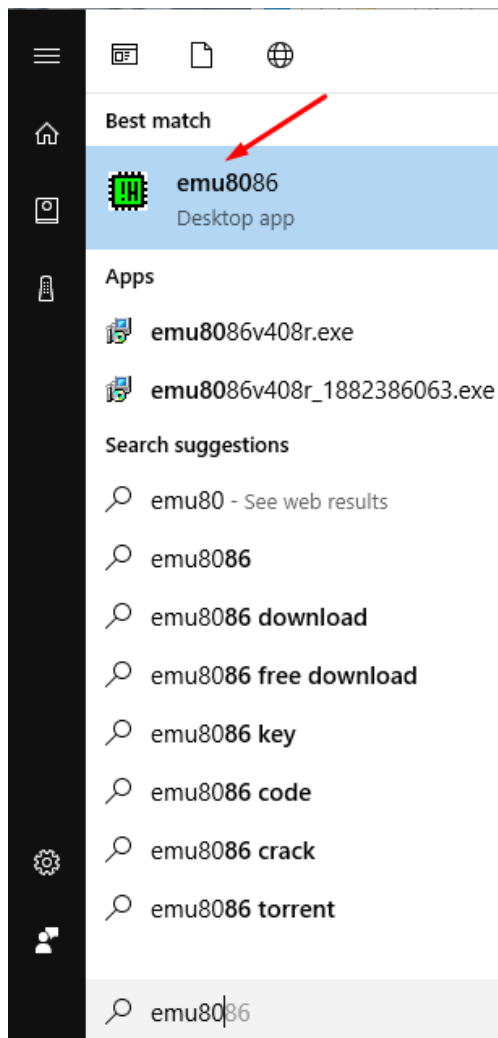 Best match
emu8086
Desktop app
Apps
emu8086v408r.exe
emu8086v408r_1882386063.exe
Search suggestions
emu80 - See web results
emu8086
emu8086 download
emu8086 free download
emu8086 key
emu8086 code
emu8086 crack
emu8086 torrent
emu8086